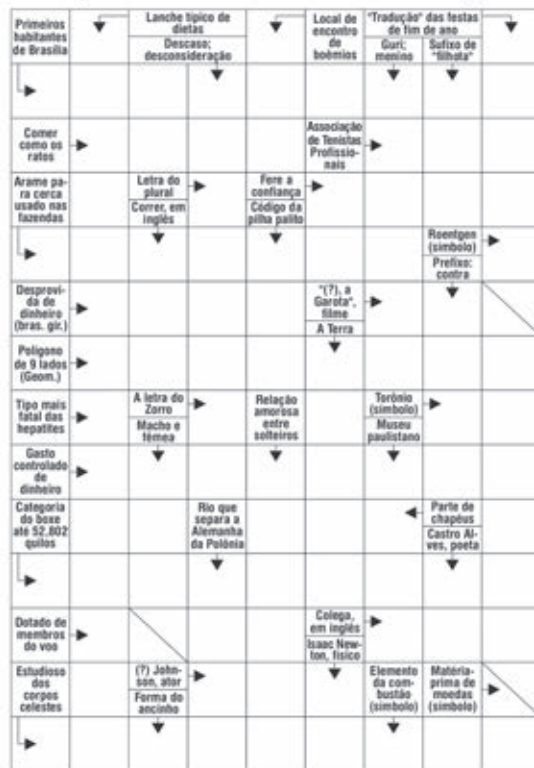 Primeiros
habitantes
de Brasília
Lanche típico de
dietas
Descaso;
desconsideração
Local de
encontro
de
boêmios
"Tradução" das festas
de fim de ano
Guri;
menino
Sufixo de
"filhota"
Comer
como os
ratos
Associação
de Tenistas
Profissio-
nais
Arame pa-
ra cerca
usado nas
fazendas
Letra do
plural
Correr, em
inglês
Fere a
confiança
Código da
pilha palito
Roentgen
(símbolo)
Prefixo:
contra
Desprovi-
da de
dinheiro
(bras. gír.)
"(?), a
Garota",
filme
A Terra
Polígono
de 9 lados
(Geom.)
Tipo mais
fatal das
hepatites
A letra do
Zorro
Macho e
fêmea
Relação
amorosa
entre
solteiros
Torônio
(símbolo)
Museu
paulistano
Gasto
controlado
de
dinheiro
Categoria
do boxe
até 52,802
quilos
Rio que
separa a
Alemanha
da Polônia
Parte de
chapéus
Castro Al-
ves, poeta
Dotado de
membros
do voo
Colega,
em inglês
Isaac New-
ton, físico
Estudioso
dos
corpos
celestes
(?) John-
son, ator
Forma do
ancinho
Elemento
da com-
bustão
(símbolo)
Matéria-
prima de
moedas
(símbolo)